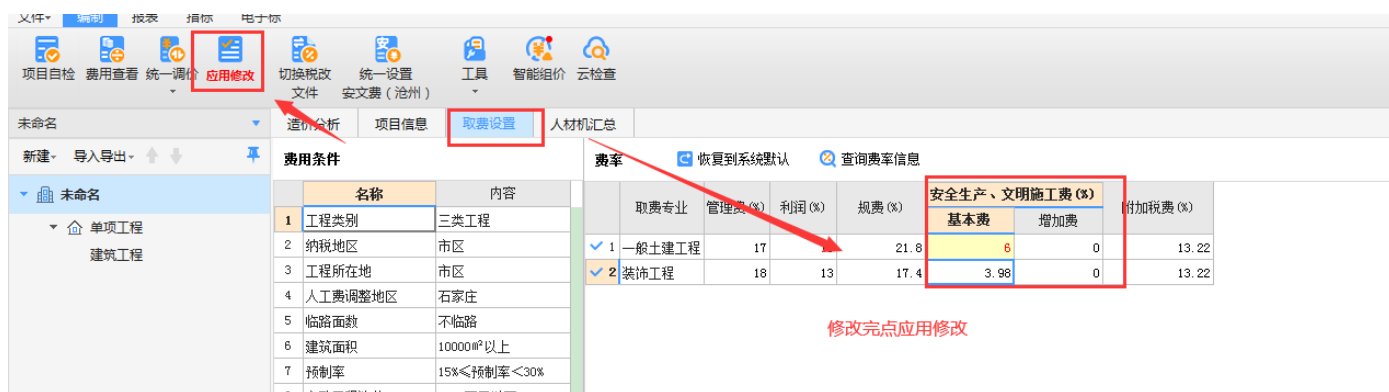 文件 编制 报表 指标 电子标
项目自检 费用查看 统一调价 应用修改 切换税改 统一设置 工具 智能组价 云检查
文件 安文费（沧州）
未命名 造价分析 项目信息 取费设置 人材机汇总
新建 导入导出 费用条件 费率 恢复到系统默认 查询费率信息
未命名
单项工程
建筑工程
名称 内容
1 工程类别 三类工程
2 纳税地区 市区
3 工程所在地 市区
4 人工费调整地区 石家庄
5 临路面数 不临路
6 建筑面积 10000m²以上
7 预制率 15%≤预制率＜30%
取费专业 管理费(%) 利润(%) 规费(%) 安全生产、文明施工费(%) 附加税费(%)
基本费 增加费
1 一般土建工程 17 21.8 6 0 13.22
2 装饰工程 18 13 17.4 3.98 0 13.22
修改完点应用修改